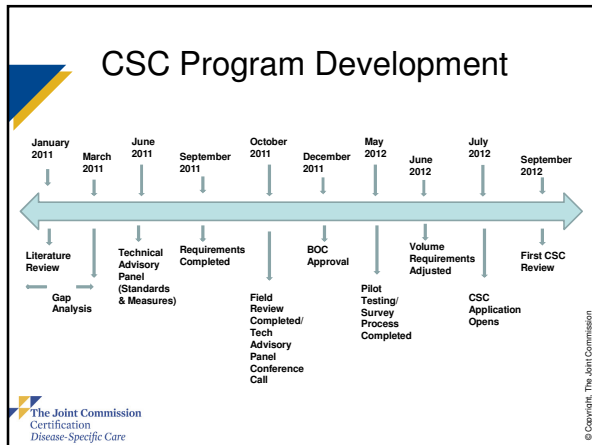 CSC Program Development
January
2011
March
2011
June
2011
September
2011
October
2011
December
2011
May
2012
June
2012
July
2012
September
2012
Literature
Review
Gap
Analysis
Technical
Advisory
Panel
(Standards
& Measures)
Requirements
Completed
Field
Review
Completed/
Tech
Advisory
Panel
Conference
Call
BOC
Approval
Pilot
Testing/
Survey
Process
Completed
Volume
Requirements
Adjusted
CSC
Application
Opens
First CSC
Review
The Joint Commission
Certification
Disease-Specific Care
© Copyright, The Joint Commission